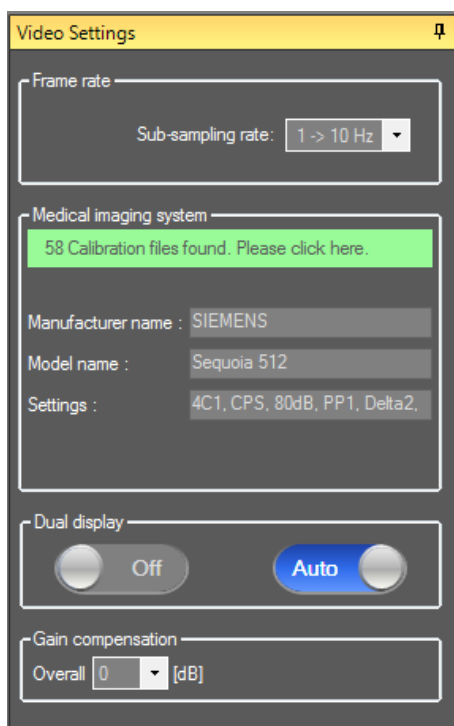 Video Settings
Frame rate
Sub-sampling rate: 1 -> 10 Hz
Medical imaging system
58 Calibration files found. Please click here.
Manufacturer name : SIEMENS
Model name : Sequoia 512
Settings : 4C1, CPS, 80dB, PP1, Delta2,
Dual display
Off Auto
Gain compensation
Overall 0 [dB]